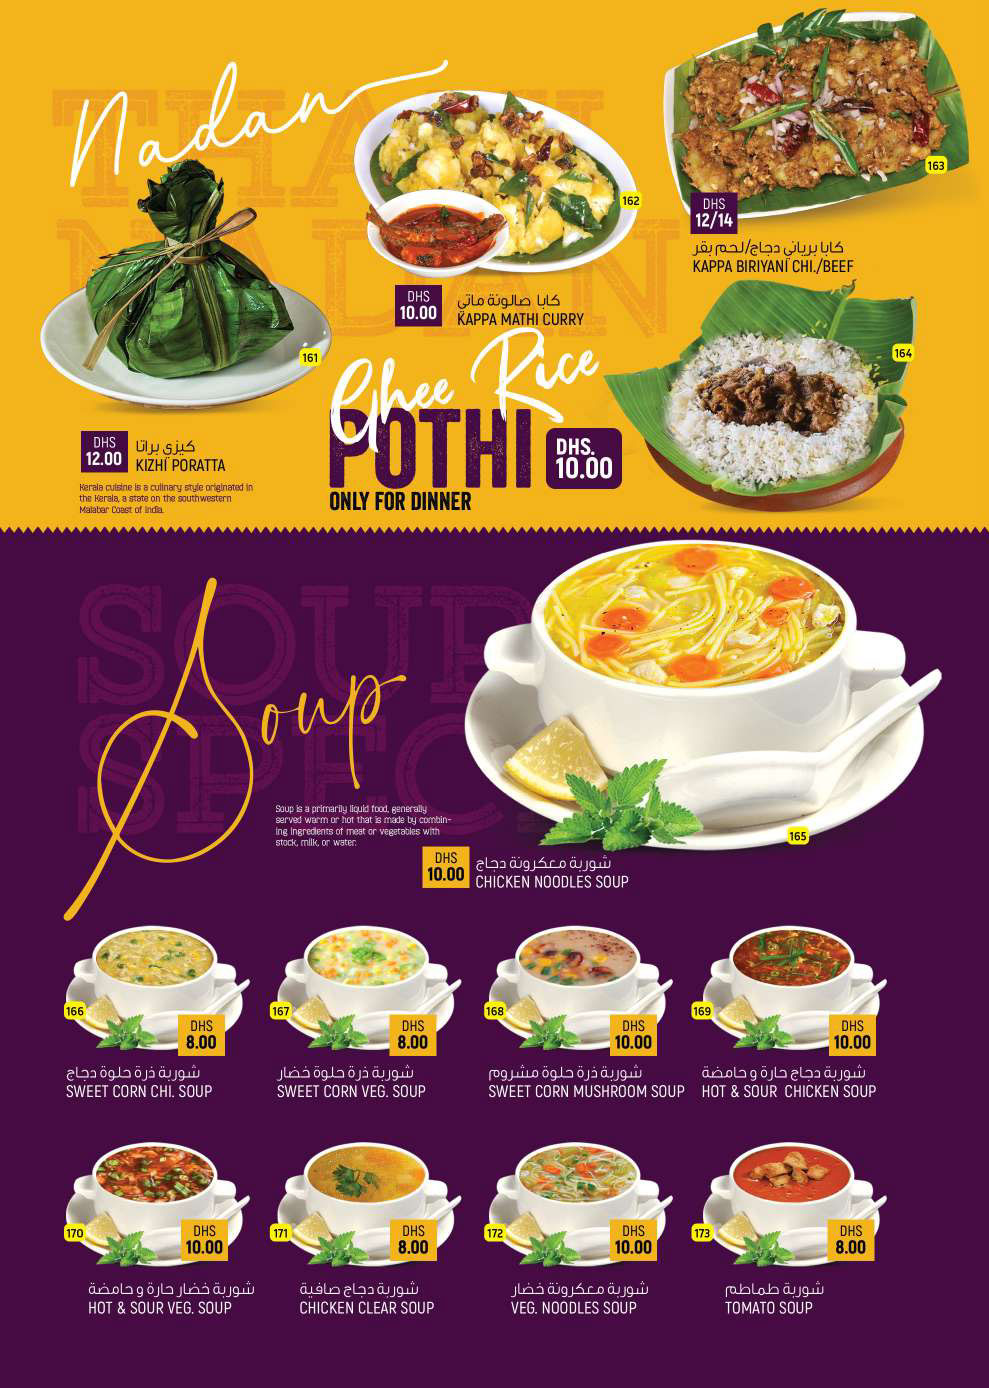 THALI
NADAN
Nadan
161
DHS
12.00
كيزي براتا
KIZHI PORATTA
Kerala cuisine is a culinary style originated in
the Kerala, a state on the southwestern
Malabar Coast of India.
162
DHS
10.00
كابا صالونة ماتي
KAPPA MATHI CURRY
163
DHS
12/14
كابا برياني دجاج/لحم بقر
KAPPA BIRIYANI CHI./BEEF
164
Ghee Rice
POTHI
ONLY FOR DINNER
DHS.
10.00
SOUP
SPEC
Soup
Soup is a primarily liquid food, generally
served warm or hot that is made by combin-
ing ingredients of meat or vegetables with
stock, milk, or water.
165
DHS
10.00
شوربة معكرونة دجاج
CHICKEN NOODLES SOUP
166
DHS
8.00
شوربة ذرة حلوة دجاج
SWEET CORN CHI. SOUP
167
DHS
8.00
شوربة ذرة حلوة خضار
SWEET CORN VEG. SOUP
168
DHS
10.00
شوربة ذرة حلوة مشروم
SWEET CORN MUSHROOM SOUP
169
DHS
10.00
شوربة دجاج حارة و حامضة
HOT & SOUR CHICKEN SOUP
170
DHS
10.00
شوربة خضار حارة و حامضة
HOT & SOUR VEG. SOUP
171
DHS
8.00
شوربة دجاج صافية
CHICKEN CLEAR SOUP
172
DHS
10.00
شوربة معكرونة خضار
VEG. NOODLES SOUP
173
DHS
8.00
شوربة طماطم
TOMATO SOUP